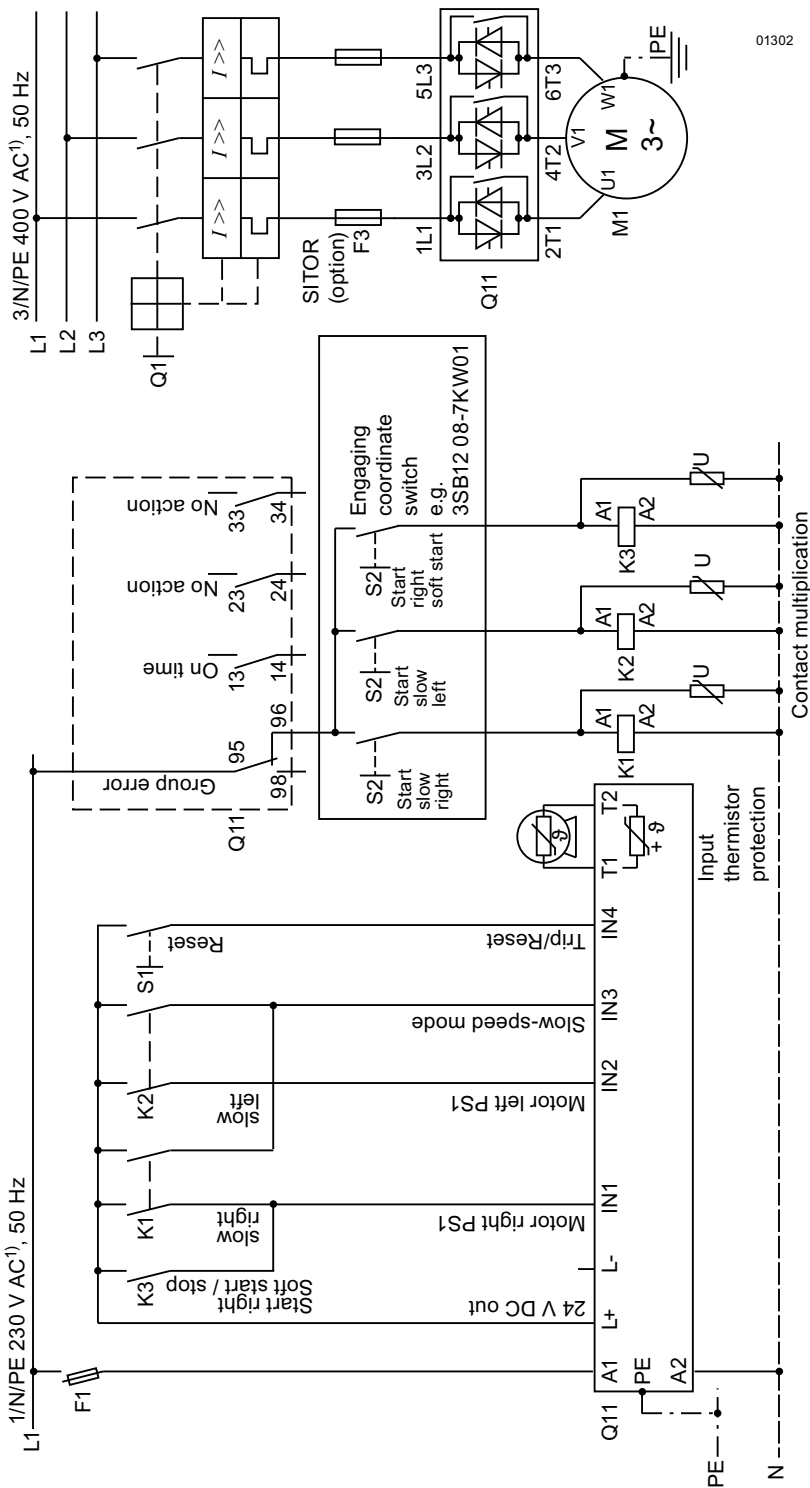 1/N/PE 230 V AC1), 50 Hz
L1
F1
K3
Start right
Soft start / stop
K1
slow
right
K2
slow
left
S1
Reset
24 V DC out
Motor right PS1
Motor left PS1
Slow-speed mode
Trip/Reset
Q11
A1
PE
A2
L+
L-
IN1
IN2
IN3
IN4
T1
T2
ϑ
+ ϑ
Input
thermistor
protection
PE
N
Q11
Group error
95
98
96
On time
13
14
No action
23
24
No action
33
34
S2
Start
slow
right
S2
Start
slow
left
S2
Start
right
soft start
Engaging
coordinate
switch
e.g.
3SB12 08-7KW01
K1
A1
A2
U
K2
A1
A2
U
K3
A1
A2
U
Contact multiplication
3/N/PE 400 V AC1), 50 Hz
L1
L2
L3
Q1
I >>
I >>
I >>
SITOR
(option)
F3
1L1
3L2
5L3
Q11
2T1
4T2
6T3
U1
V1
W1
M
3~
M1
PE
01302